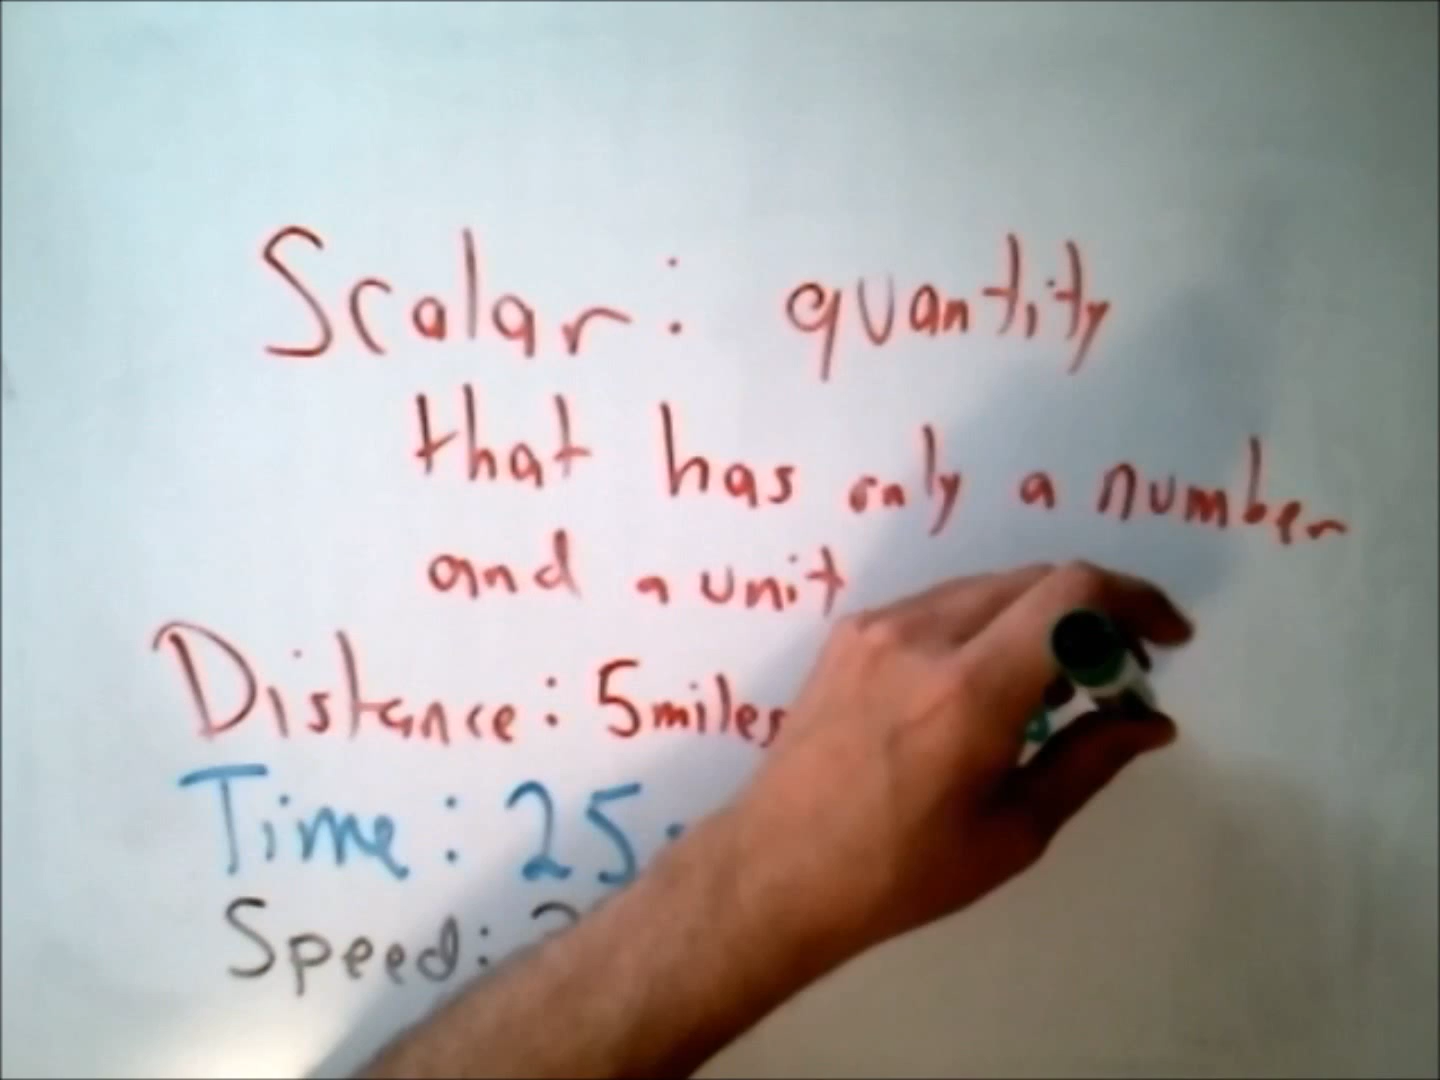 Scalar: quantity
that has only a number
and a unit
Distance: 5miles
Time: 25
Speed: